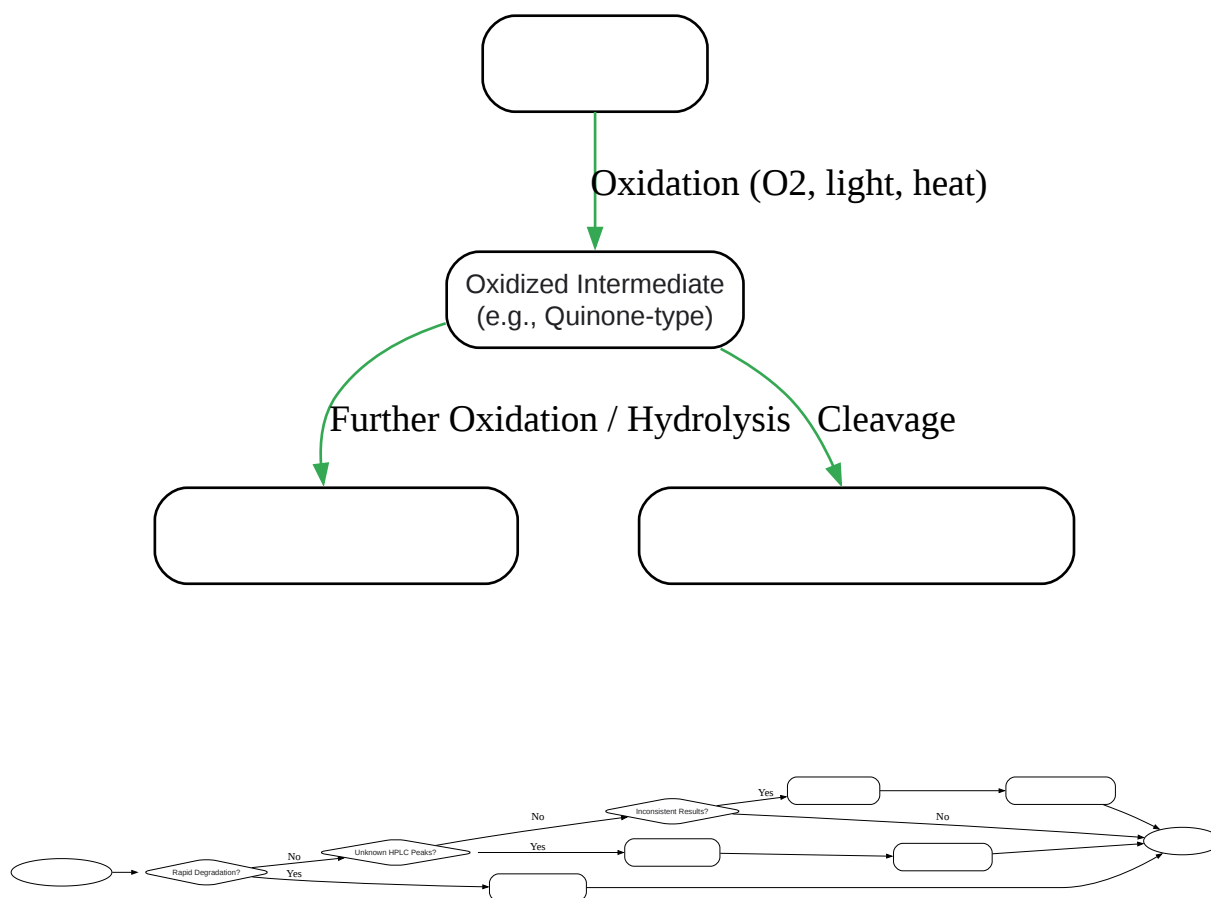 Oxidation (O2, light, heat)
Oxidized Intermediate
(e.g., Quinone-type)
Further Oxidation / Hydrolysis
Cleavage
Yes
Inconsistent Results?
No
No
Unknown HPLC Peaks?
Yes
No
Rapid Degradation?
Yes